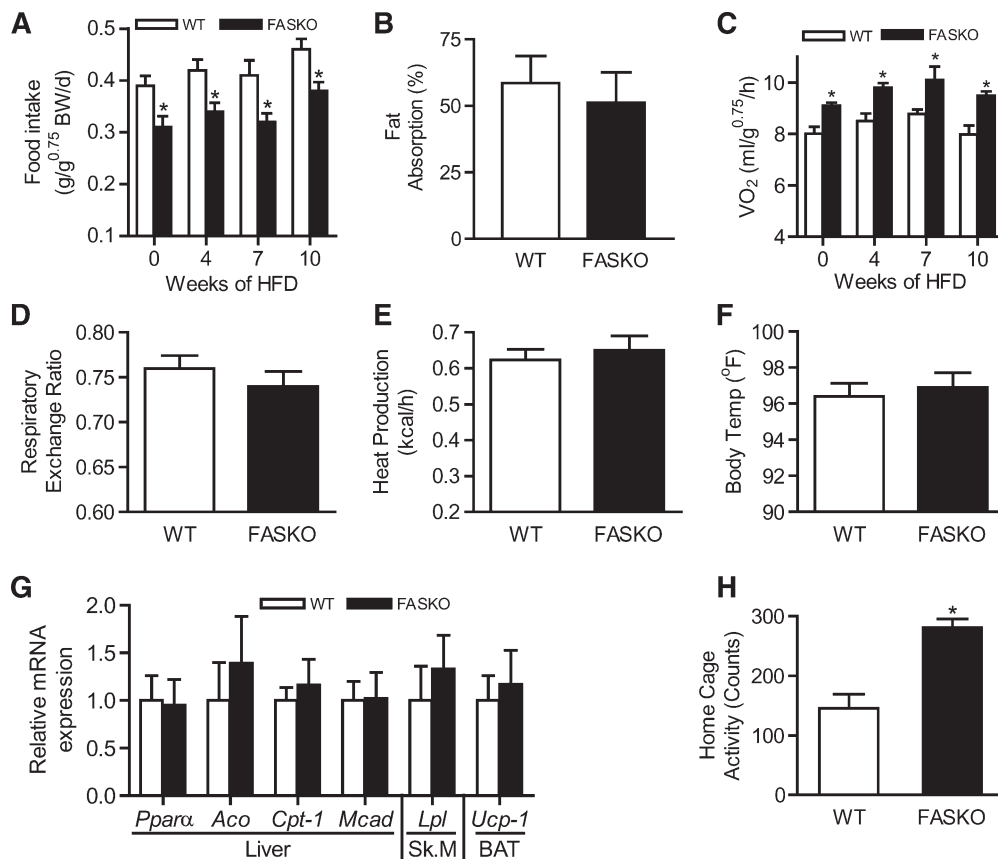 A
WT FASKO
Food intake
(g/g0.75 BW/d)
0.5
0.4
0.3
0.2
0.1
* * * *
0 4 7 10
Weeks of HFD
B
Fat
Absorption (%)
75
50
25
0
WT FASKO
C
WT FASKO
VO2 (ml/g0.75/h)
10
8
6
4
* * * *
0 4 7 10
Weeks of HFD
D
Respiratory
Exchange Ratio
0.80
0.75
0.70
0.65
0.60
WT FASKO
E
Heat Production
(kcal/h)
0.7
0.6
0.5
0.4
0.3
0.2
WT FASKO
F
Body Temp (oF)
100
98
96
94
92
90
WT FASKO
G
WT FASKO
Relative mRNA
expression
2.0
1.5
1.0
0.5
0.0
Pparα Aco Cpt-1 Mcad Lpl Ucp-1
Liver Sk.M BAT
H
Home Cage
Activity (Counts)
300
200
100
0
*
WT FASKO